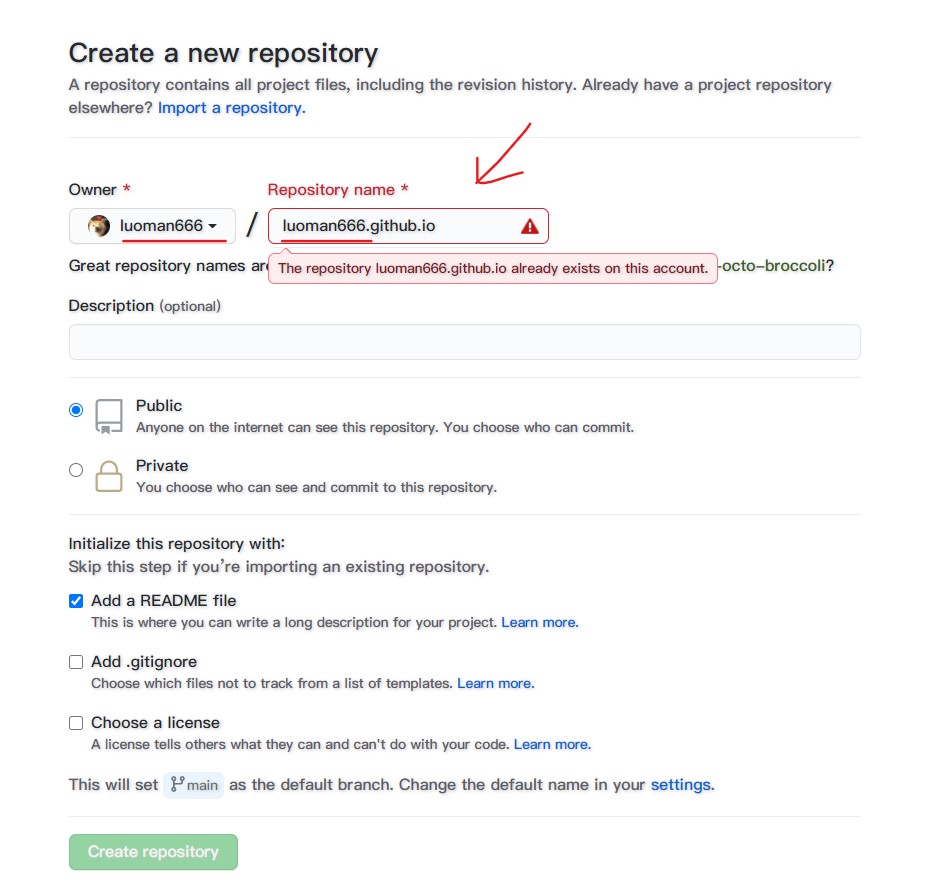 Create a new repository
A repository contains all project files, including the revision history. Already have a project repository
elsewhere? Import a repository.
Owner * Repository name *
luoman666 / luoman666.github.io
Great repository names are -octo-broccoli?
The repository luoman666.github.io already exists on this account.
Description (optional)
Public
Anyone on the internet can see this repository. You choose who can commit.
Private
You choose who can see and commit to this repository.
Initialize this repository with:
Skip this step if you're importing an existing repository.
Add a README file
This is where you can write a long description for your project. Learn more.
Add .gitignore
Choose which files not to track from a list of templates. Learn more.
Choose a license
A license tells others what they can and can't do with your code. Learn more.
This will set main as the default branch. Change the default name in your settings.
Create repository